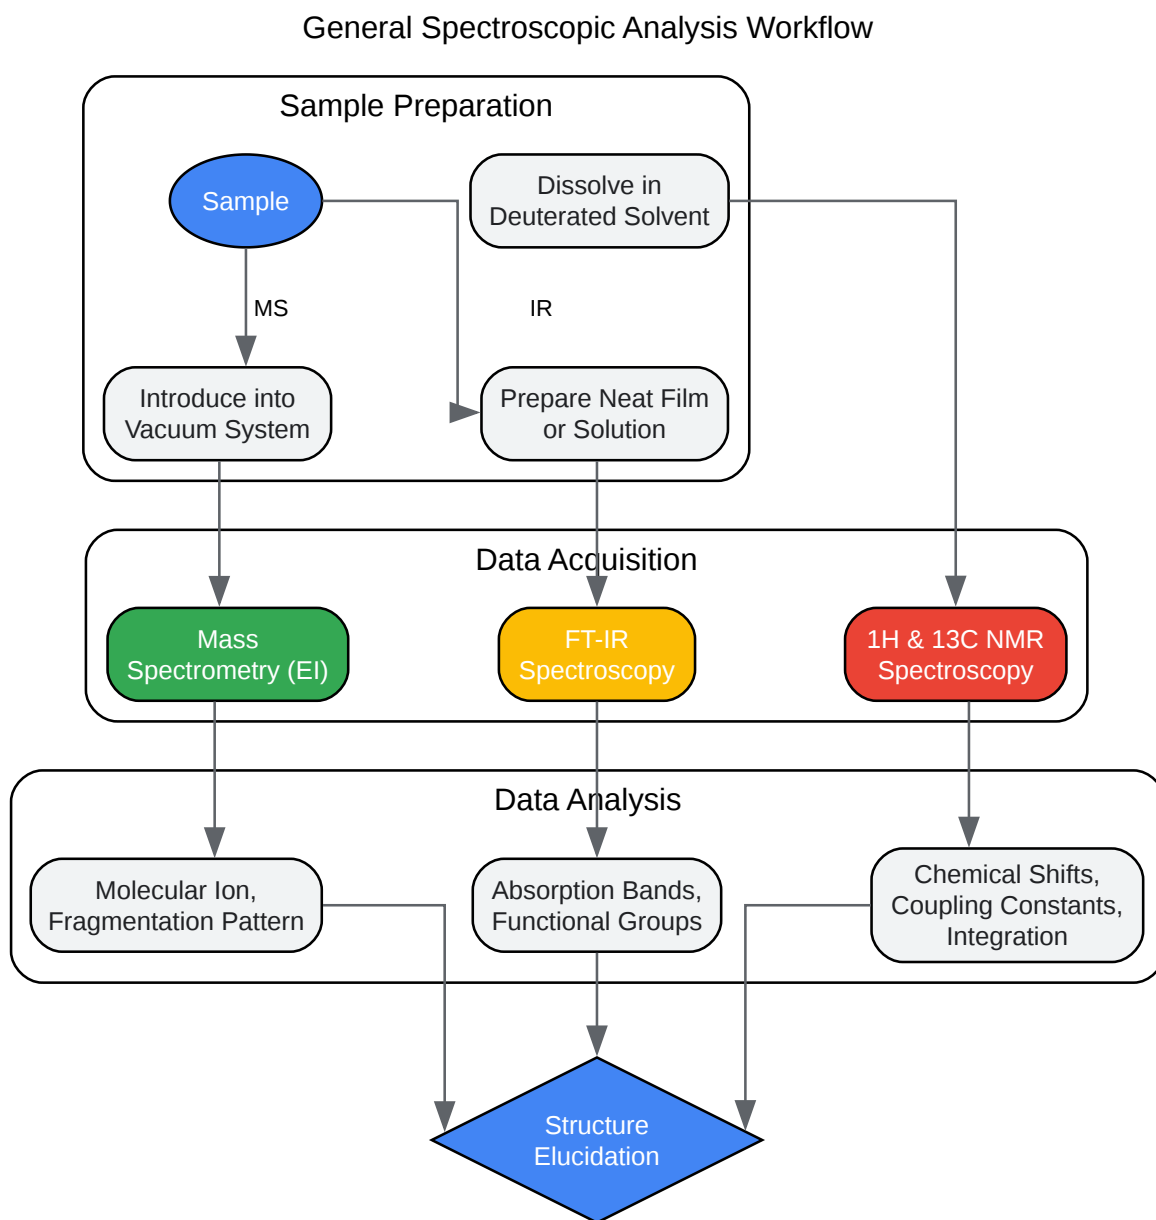 General Spectroscopic Analysis Workflow
Sample Preparation
Sample
Dissolve in
Deuterated Solvent
MS
IR
Introduce into
Vacuum System
Prepare Neat Film
or Solution
Data Acquisition
Mass
Spectrometry (EI)
FT-IR
Spectroscopy
1H & 13C NMR
Spectroscopy
Data Analysis
Molecular Ion,
Fragmentation Pattern
Absorption Bands,
Functional Groups
Chemical Shifts,
Coupling Constants,
Integration
Structure
Elucidation